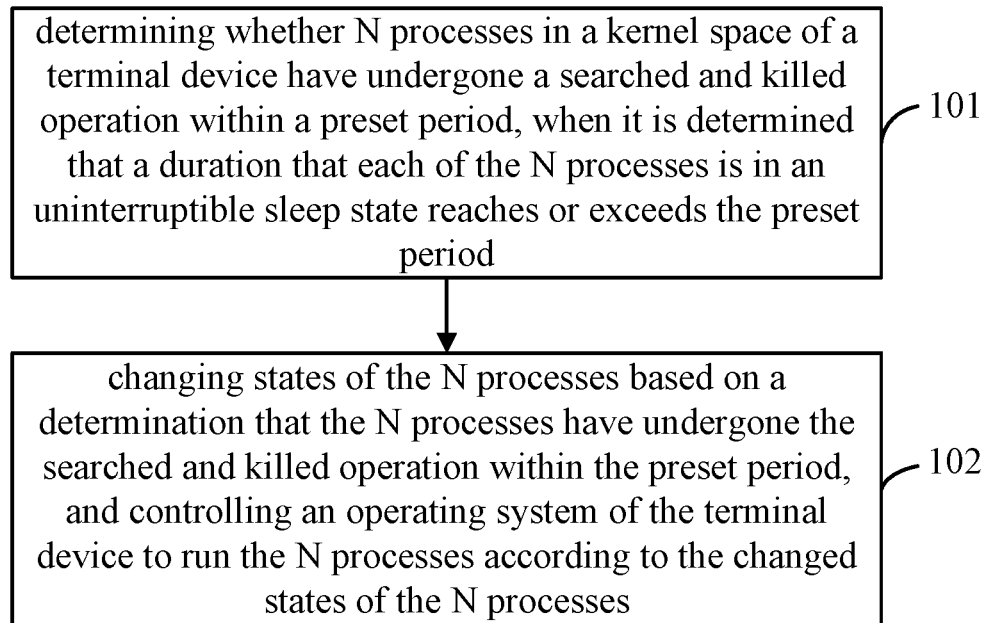 determining whether N processes in a kernel space of a
terminal device have undergone a searched and killed
operation within a preset period, when it is determined
that a duration that each of the N processes is in an
uninterruptible sleep state reaches or exceeds the preset
period
101
changing states of the N processes based on a
determination that the N processes have undergone the
searched and killed operation within the preset period,
and controlling an operating system of the terminal
device to run the N processes according to the changed
states of the N processes
102